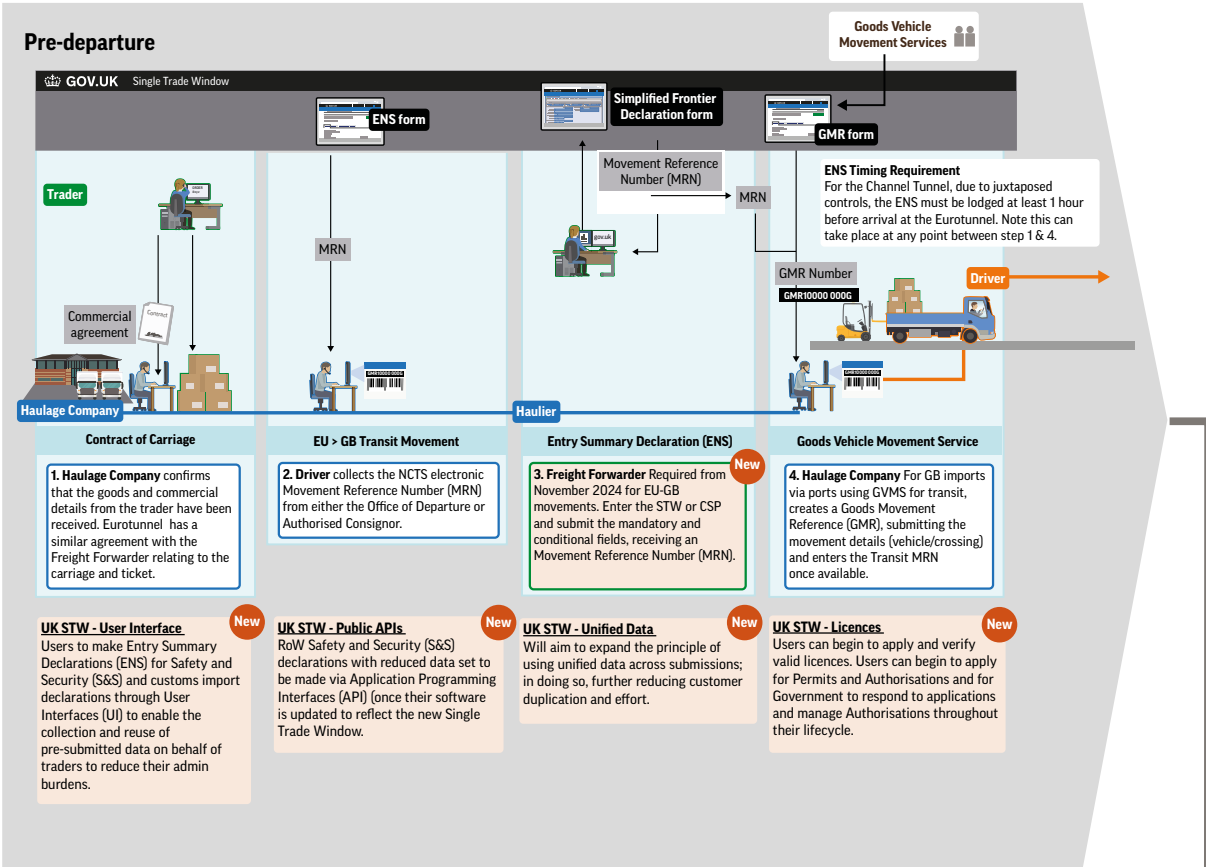 Pre-departure
Goods Vehicle
Movement Services
GOV.UK Single Trade Window
ENS form
Simplified Frontier
Declaration form
GMR form
Trader
Movement Reference
Number (MRN)
MRN
MRN
ENS Timing Requirement
For the Channel Tunnel, due to juxtaposed
controls, the ENS must be lodged at least 1 hour
before arrival at the Eurotunnel. Note this can
take place at any point between step 1 & 4.
gov.uk
GMR Number
GMR10000 000G
Driver
Commercial
agreement
Contract
GMR10000 000G
GMR10000 000G
Haulage Company
Haulier
Contract of Carriage
1. Haulage Company confirms
that the goods and commercial
details from the trader have been
received. Eurotunnel has a
similar agreement with the
Freight Forwarder relating to the
carriage and ticket.
EU > GB Transit Movement
2. Driver collects the NCTS electronic
Movement Reference Number (MRN)
from either the Office of Departure or
Authorised Consignor.
Entry Summary Declaration (ENS)
New
3. Freight Forwarder Required from
November 2024 for EU-GB
movements. Enter the STW or CSP
and submit the mandatory and
conditional fields, receiving an
Movement Reference Number (MRN).
Goods Vehicle Movement Service
4. Haulage Company For GB imports
via ports using GVMS for transit,
creates a Goods Movement
Reference (GMR), submitting the
movement details (vehicle/crossing)
and enters the Transit MRN
once available.
New
UK STW - User Interface
Users to make Entry Summary
Declarations (ENS) for Safety and
Security (S&S) and customs import
declarations through User
Interfaces (UI) to enable the
collection and reuse of
pre-submitted data on behalf of
traders to reduce their admin
burdens.
New
UK STW - Public APIs
RoW Safety and Security (S&S)
declarations with reduced data set to
be made via Application Programming
Interfaces (API) (once their software
is updated to reflect the new Single
Trade Window.
New
UK STW - Unified Data
Will aim to expand the principle of
using unified data across submissions;
in doing so, further reducing customer
duplication and effort.
New
UK STW - Licences
Users can begin to apply and verify
valid licences. Users can begin to apply
for Permits and Authorisations and for
Government to respond to applications
and manage Authorisations throughout
their lifecycle.